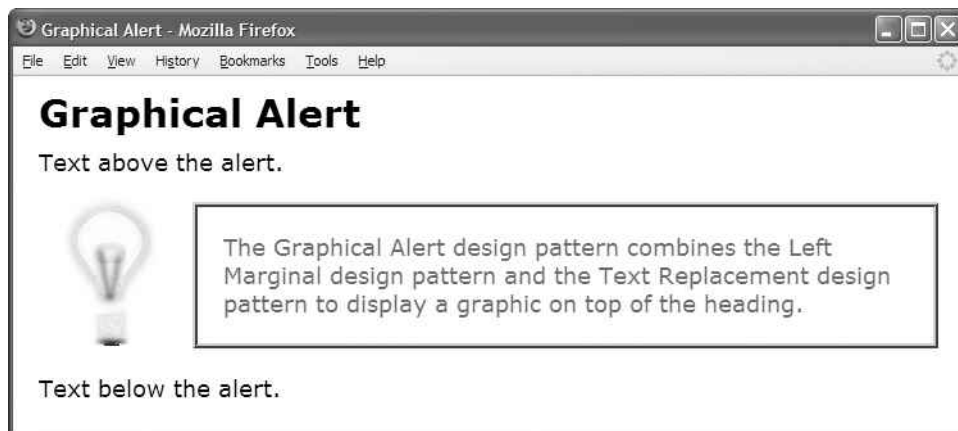 Graphical Alert - Mozilla Firefox
File Edit View History Bookmarks Tools Help
Graphical Alert
Text above the alert.
The Graphical Alert design pattern combines the Left
Marginal design pattern and the Text Replacement design
pattern to display a graphic on top of the heading.
Text below the alert.